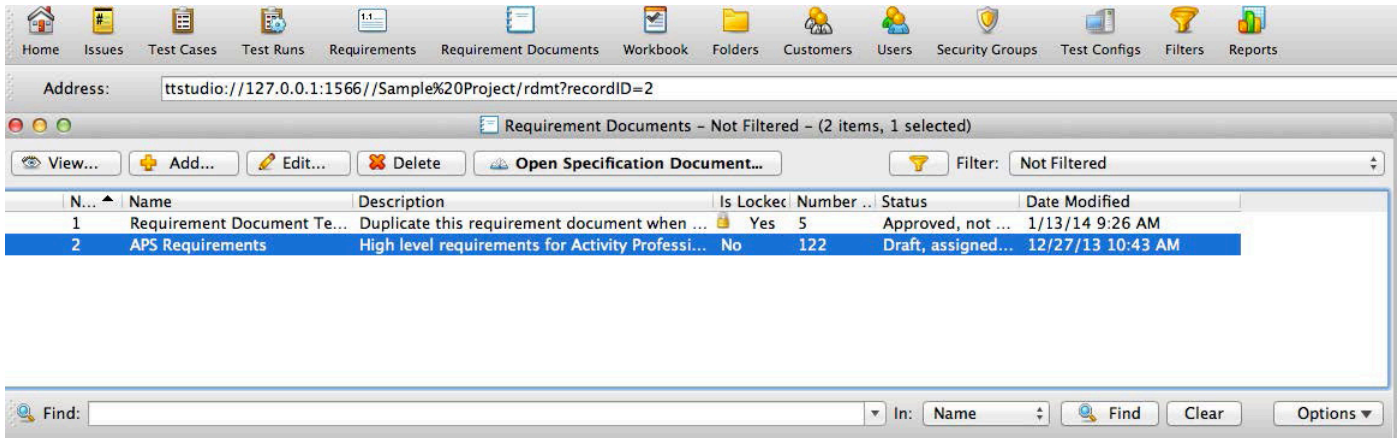 Home Issues Test Cases Test Runs Requirements Requirement Documents Workbook Folders Customers Users Security Groups Test Configs Filters Reports
Address: ttstudio://127.0.0.1:1566//Sample%20Project/rdmt?recordID=2
Requirement Documents – Not Filtered – (2 items, 1 selected)
View... Add... Edit... Delete Open Specification Document... Filter: Not Filtered
N... Name Description Is Locked Number .. Status Date Modified
1 Requirement Document Te... Duplicate this requirement document when ... Yes 5 Approved, not ... 1/13/14 9:26 AM
2 APS Requirements High level requirements for Activity Professi... No 122 Draft, assigned... 12/27/13 10:43 AM
Find: In: Name Find Clear Options